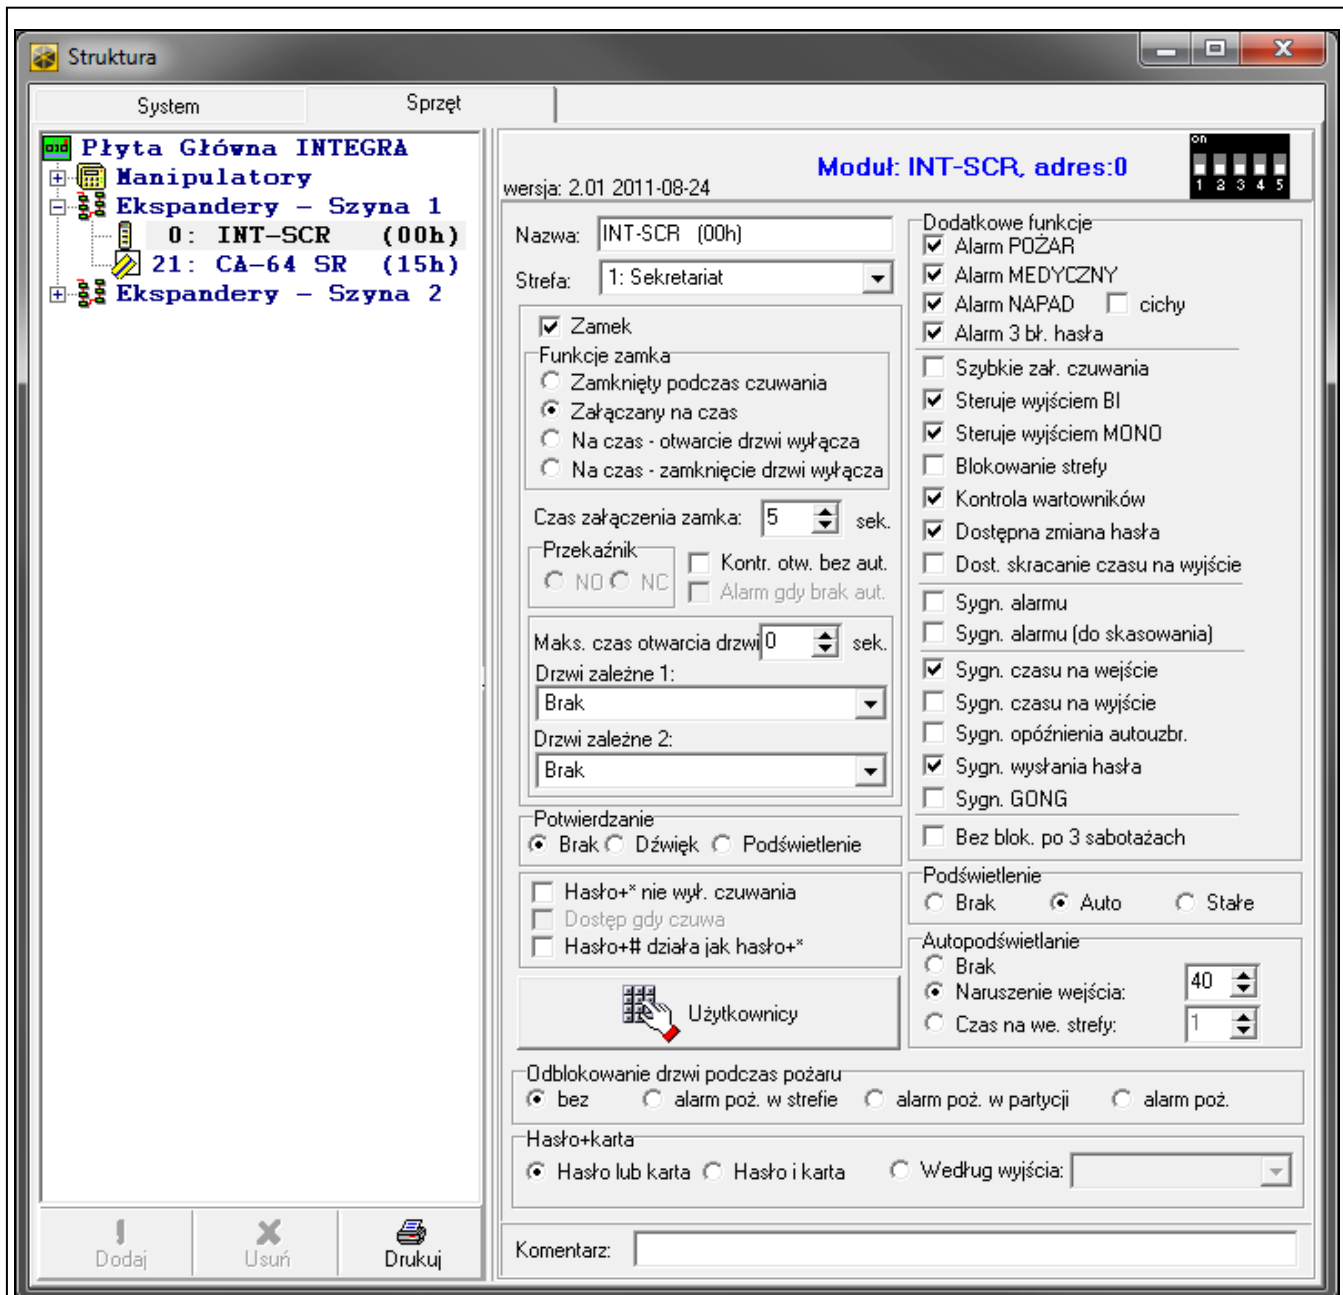 Struktura
System
Sprzęt
Płyta Główna INTEGRA
Manipulatory
Ekspandery - Szyna 1
0: INT-SCR (00h)
21: CA-64 SR (15h)
Ekspandery - Szyna 2
Dodaj
Usuń
Drukuj
wersja: 2.01 2011-08-24
Moduł: INT-SCR, adres:0
on
1 2 3 4 5
Nazwa: INT-SCR (00h)
Strefa: 1: Sekretariat
Zamek
Funkcje zamka
Zamknięty podczas czuwania
Załączany na czas
Na czas - otwarcie drzwi wyłącza
Na czas - zamknięcie drzwi wyłącza
Czas załączenia zamka: 5 sek.
Przekaźnik
NO NC
Kontr. otw. bez aut.
Alarm gdy brak aut.
Maks. czas otwarcia drzwi 0 sek.
Drzwi zależne 1:
Brak
Drzwi zależne 2:
Brak
Potwierdzanie
Brak Dźwięk Podświetlenie
Hasło+* nie wył. czuwania
Dostęp gdy czuwa
Hasło+# działa jak hasło+*
Użytkownicy
Dodatkowe funkcje
Alarm POŻAR
Alarm MEDYCZNY
Alarm NAPAD cichy
Alarm 3 bł. hasła
Szybkie zał. czuwania
Steruje wyjściem BI
Steruje wyjściem MONO
Blokowanie strefy
Kontrola wartowników
Dostępna zmiana hasła
Dost. skracanie czasu na wyjście
Sygn. alarmu
Sygn. alarmu (do skasowania)
Sygn. czasu na wejście
Sygn. czasu na wyjście
Sygn. opóźnienia autouzbr.
Sygn. wysłania hasła
Sygn. GONG
Bez blok. po 3 sabotażach
Podświetlenie
Brak Auto Stałe
Autopodświetlanie
Brak
Naruszenie wejścia: 40
Czas na we. strefy: 1
Odblokowanie drzwi podczas pożaru
bez alarm poż. w strefie alarm poż. w partycji alarm poż.
Hasło+karta
Hasło lub karta Hasło i karta Według wyjścia:
Komentarz: